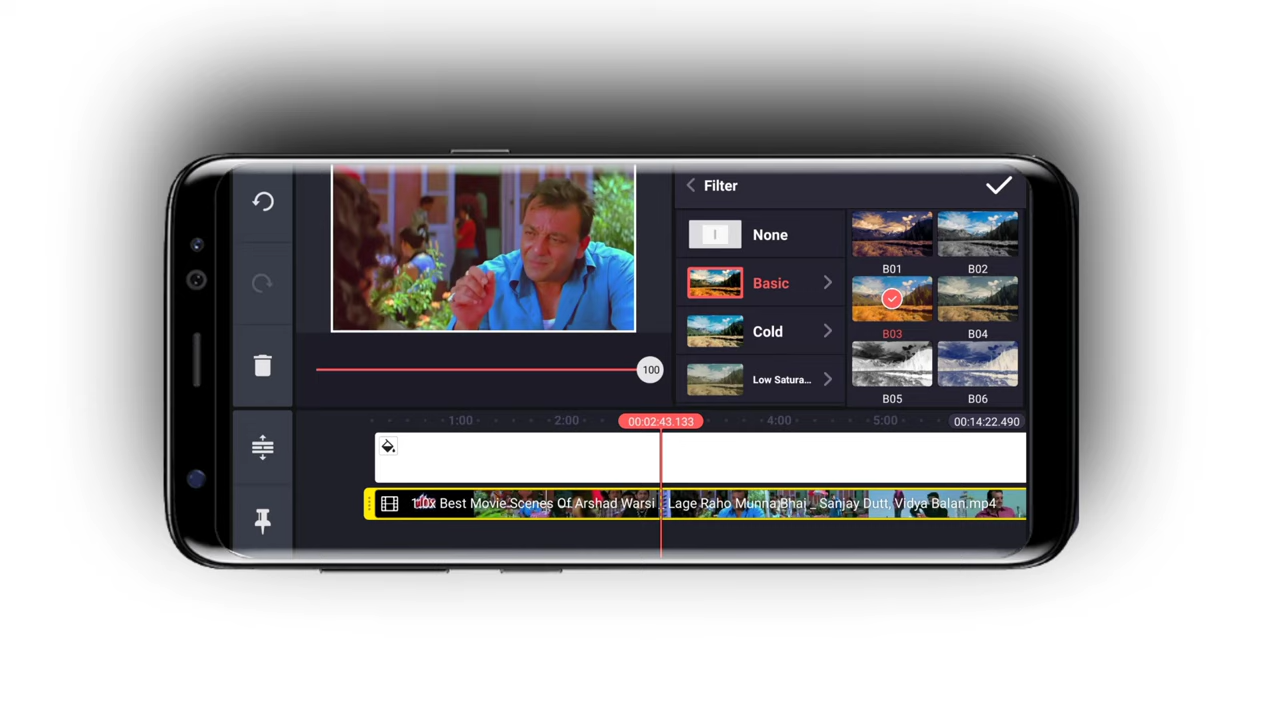 Filter
None
Basic
Cold
Low Satura...
B01
B02
B03
B04
B05
B06
100
1:00
2:00
00:02:43.133
4:00
5:00
00:14:22.490
1.0x Best Movie Scenes Of Arshad Warsi _ Lage Raho Munna Bhai _ Sanjay Dutt, Vidya Balan.mp4